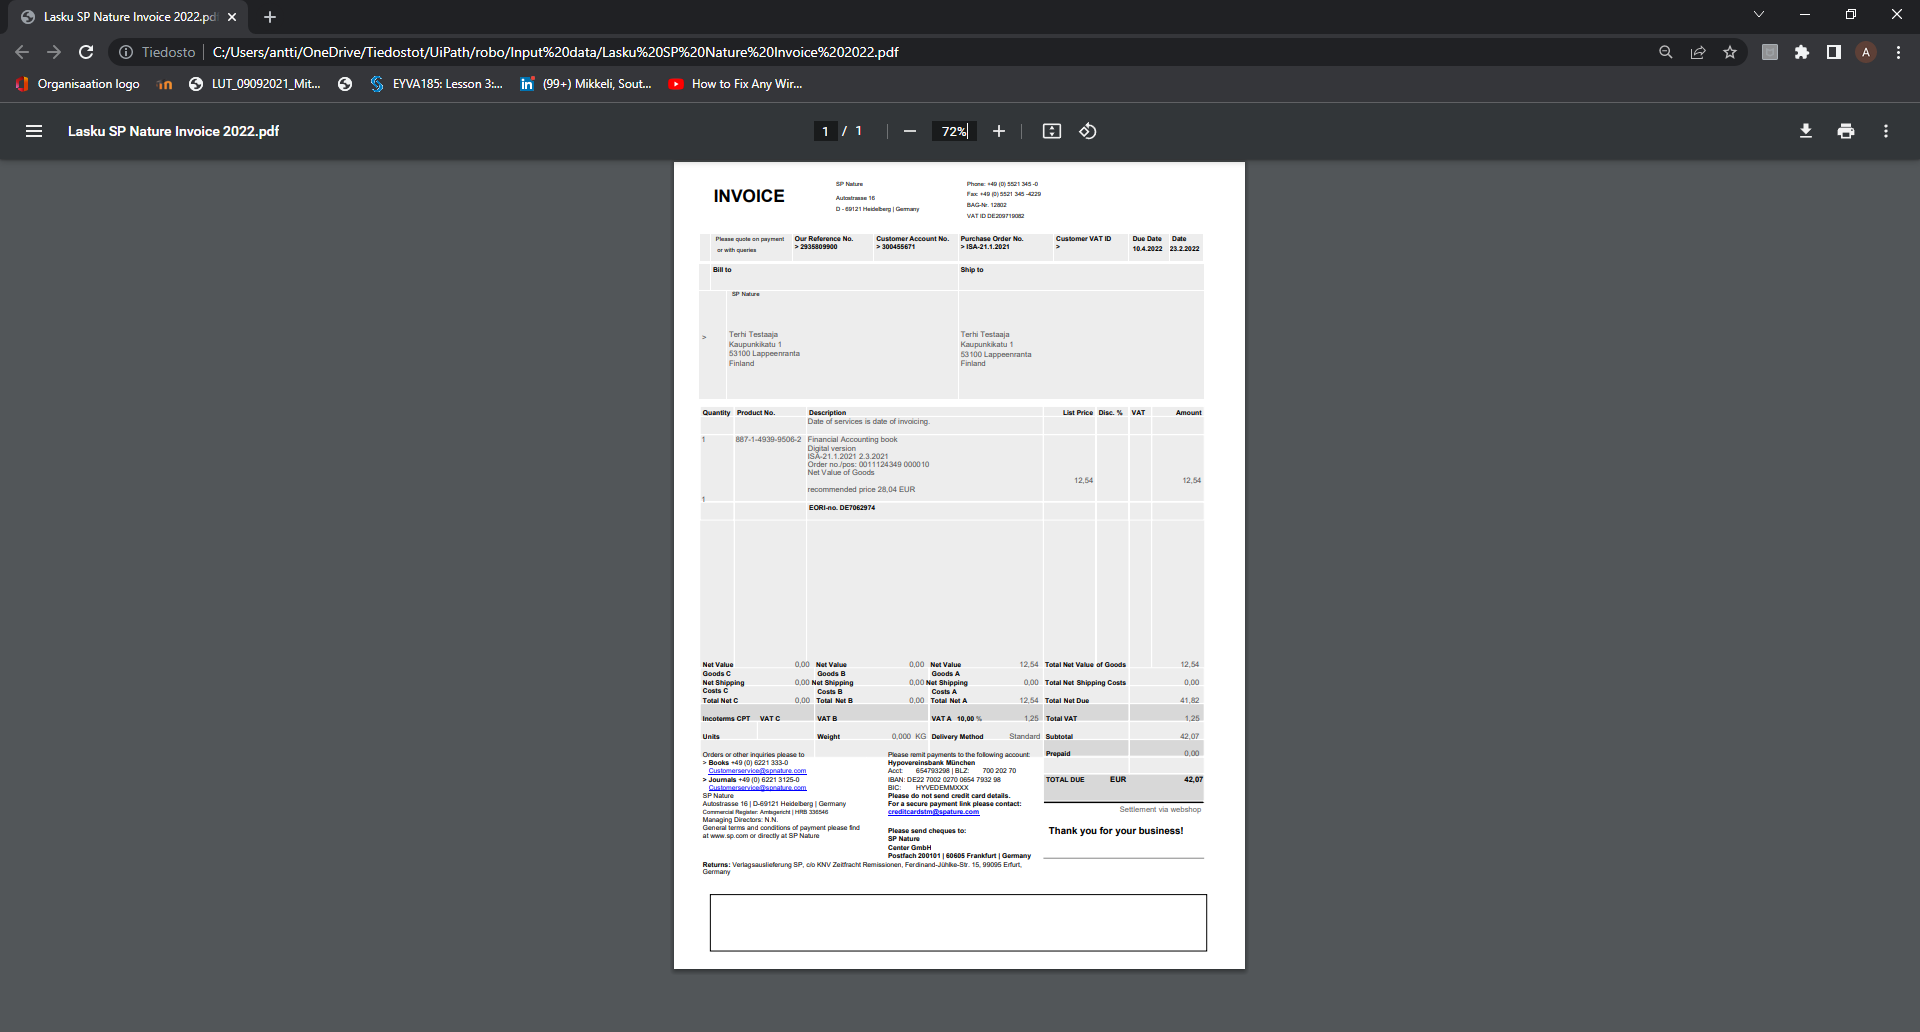 Lasku SP Nature Invoice 2022.pd
Tiedosto | C:/Users/antti/OneDrive/Tiedostot/UiPath/robo/Input%20data/Lasku%20SP%20Nature%20Invoice%202022.pdf
A
Organisaation logo
LUT_09092021_Mit...
EYVA185: Lesson 3:...
in (99+) Mikkeli, Sout...
How to Fix Any Wir...
Lasku SP Nature Invoice 2022.pdf
1 / 1
72%
INVOICE
SP Nature
Autostrasse 16
D - 69121 Heidelberg | Germany
Phone: +49 (0) 5521 345 -0
Fax: +49 (0) 5521 345 -4229
BAG-Nr. 12802
VAT ID DE209719082
Please quote on payment or with queries
Our Reference No.
> 2935809900
Customer Account No.
> 300455671
Purchase Order No.
> ISA-21.1.2021
Customer VAT ID
>
Due Date
10.4.2022
Date
23.2.2022
Bill to
Ship to
SP Nature
>
Terhi Testaaja
Kaupunkikatu 1
53100 Lappeenranta
Finland
Terhi Testaaja
Kaupunkikatu 1
53100 Lappeenranta
Finland
Quantity Product No. Description List Price Disc. % VAT Amount
Date of services is date of invoicing.
1 887-1-4939-9506-2 Financial Accounting book
Digital version
ISA-21.1.2021 2.3.2021
Order no./pos: 0011124349 000010
Net Value of Goods
12,54 12,54
recommended price 28,04 EUR
1
EORI-no. DE7062974
Net Value Goods C 0,00 Net Value Goods B 0,00 Net Value Goods A 12,54 Total Net Value of Goods 12,54
Net Shipping Costs C 0,00 Net Shipping Costs B 0,00 Net Shipping Costs A 0,00 Total Net Shipping Costs 0,00
Total Net C 0,00 Total Net B 0,00 Total Net A 12,54 Total Net Due 41,82
Incoterms CPT VAT C VAT B VAT A 10,00 % 1,25 Total VAT 1,25
Units Weight 0,000 KG Delivery Method Standard Subtotal 42,07
Prepaid 0,00
TOTAL DUE EUR 42,07
Settlement via webshop
Thank you for your business!
Orders or other inquiries please to
> Books +49 (0) 6221 333-0
Customerservice@spnature.com
> Journals +49 (0) 6221 3125-0
Customerservice@spnature.com
SP Nature
Autostrasse 16 | D-69121 Heidelberg | Germany
Commercial Register: Amtsgericht | HRB 336546
Managing Directors: N.N.
General terms and conditions of payment please find
at www.sp.com or directly at SP Nature
Please remit payments to the following account:
Hypovereinsbank München
Acct: 654793298 | BLZ: 700 202 70
IBAN: DE22 7002 0270 0654 7932 98
BIC: HYVEDEMMXXX
Please do not send credit card details.
For a secure payment link please contact:
creditcardstm@spature.com
Please send cheques to:
SP Nature
Center GmbH
Postfach 200101 | 60605 Frankfurt | Germany
Returns: Verlagsauslieferung SP, c/o KNV Zeitfracht Remissionen, Ferdinand-Jühlke-Str. 15, 99095 Erfurt,
Germany